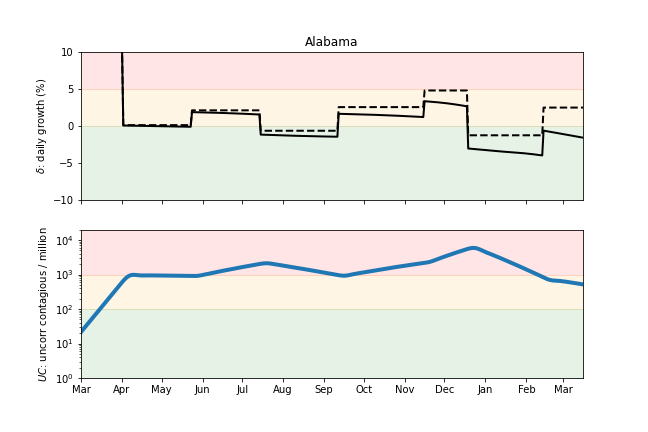 Alabama
δ: daily growth (%)
10
5
0
−5
−10
UC: uncorr contagious / million
10⁴
10³
10²
10¹
10⁰
Mar Apr May Jun Jul Aug Sep Oct Nov Dec Jan Feb Mar